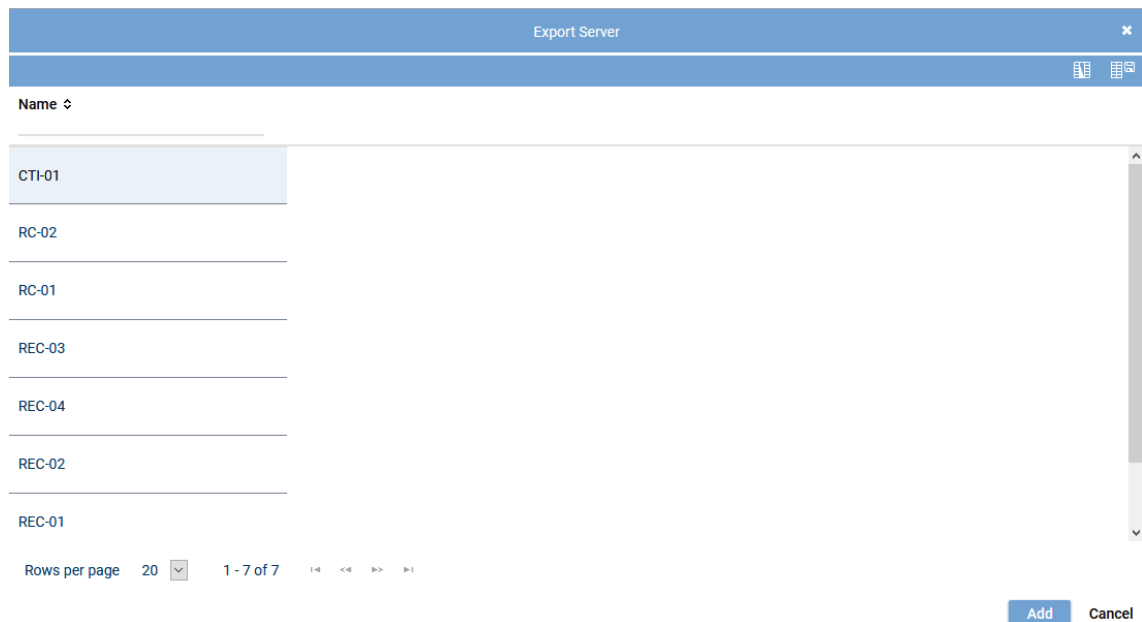 Export Server
Name
CTI-01
RC-02
RC-01
REC-03
REC-04
REC-02
REC-01
Rows per page 20 1 - 7 of 7
Add Cancel